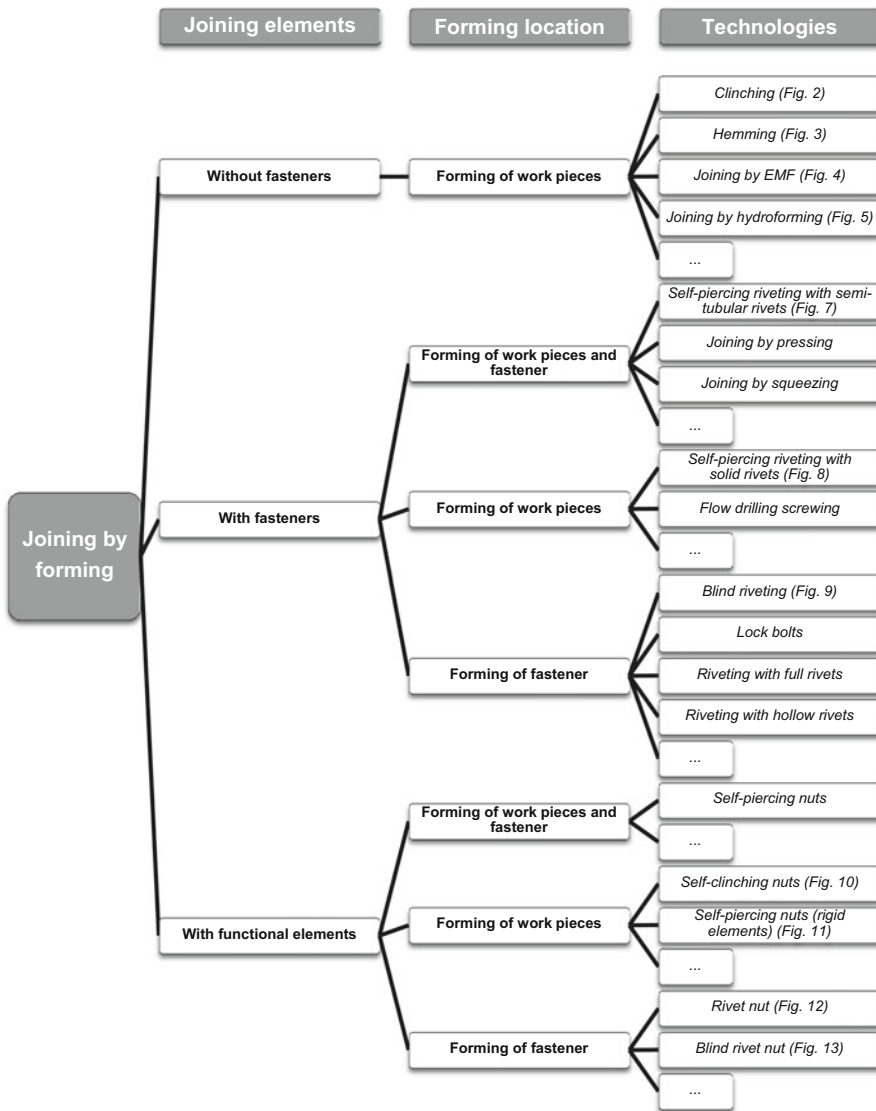 Joining elements
Forming location
Technologies
Joining by
forming
Without fasteners
Forming of work pieces
Clinching (Fig. 2)
Hemming (Fig. 3)
Joining by EMF (Fig. 4)
Joining by hydroforming (Fig. 5)
...
With fasteners
Forming of work pieces and
fastener
Self-piercing riveting with semi-
tubular rivets (Fig. 7)
Joining by pressing
Joining by squeezing
...
Forming of work pieces
Self-piercing riveting with
solid rivets (Fig. 8)
Flow drilling screwing
...
Forming of fastener
Blind riveting (Fig. 9)
Lock bolts
Riveting with full rivets
Riveting with hollow rivets
...
With functional elements
Forming of work pieces and
fastener
Self-piercing nuts
...
Forming of work pieces
Self-clinching nuts (Fig. 10)
Self-piercing nuts (rigid
elements) (Fig. 11)
...
Forming of fastener
Rivet nut (Fig. 12)
Blind rivet nut (Fig. 13)
...